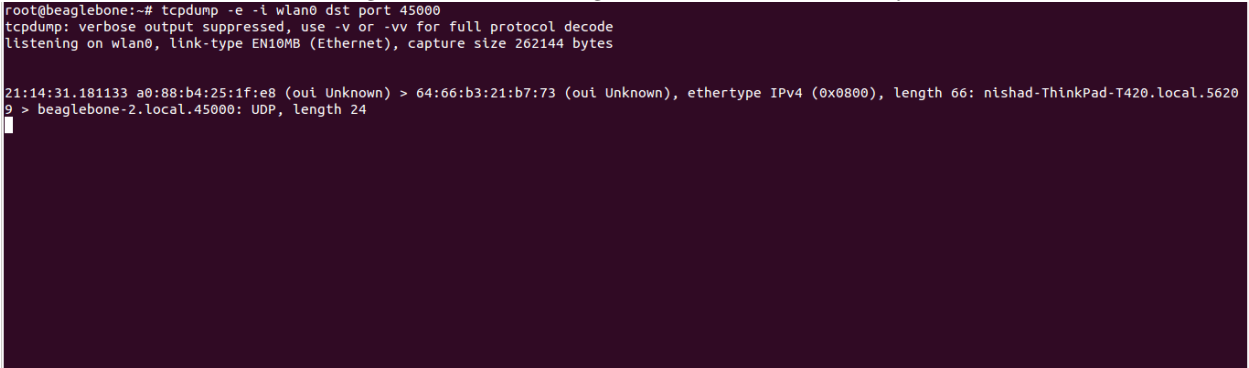 root@beaglebone:~# tcpdump -e -i wlan0 dst port 45000
tcpdump: verbose output suppressed, use -v or -vv for full protocol decode
listening on wlan0, link-type EN10MB (Ethernet), capture size 262144 bytes
21:14:31.181133 a0:88:b4:25:1f:e8 (oui Unknown) > 64:66:b3:21:b7:73 (oui Unknown), ethertype IPv4 (0x0800), length 66: nishad-ThinkPad-T420.local.5620
9 > beaglebone-2.local.45000: UDP, length 24